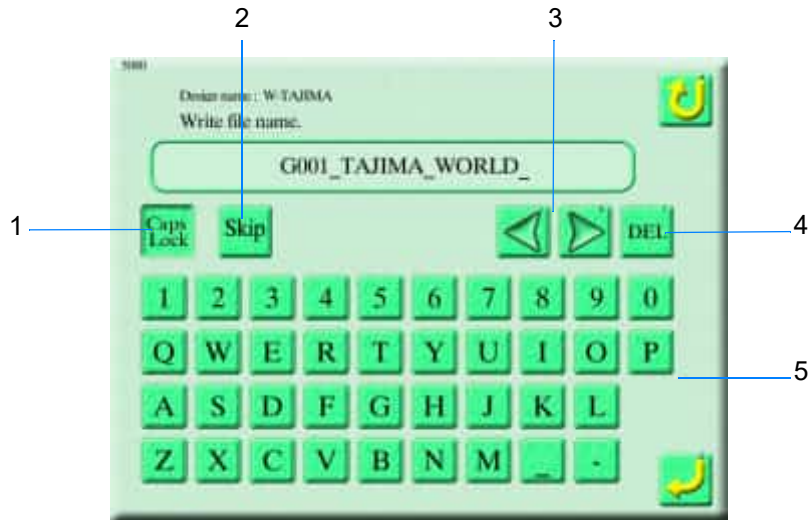 2 3
5000
Design name : W-TAJIMA
Write file name.
G001_TAJIMA_WORLD_
1 Caps Lock Skip DEL 4
1 2 3 4 5 6 7 8 9 0
Q W E R T Y U I O P
5
A S D F G H J K L
Z X C V B N M _ -